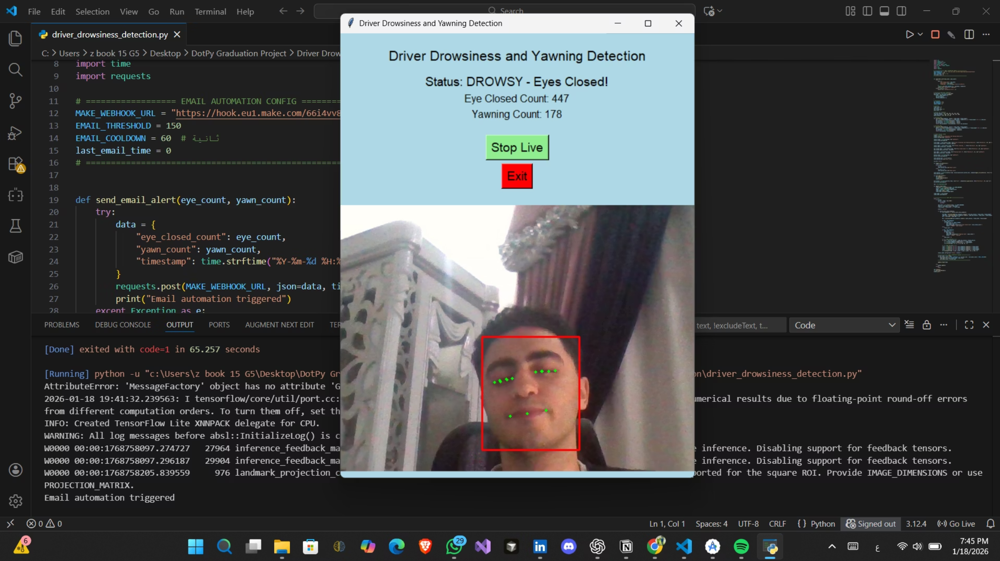 File Edit Selection View Go Run Terminal Help
Search
driver_drowsiness_detection.py
C: > Users > z book 15 G5 > Desktop > DotPy Graduation Project > Driver Drow
8 import time
9 import requests
10
11 # ================== EMAIL AUTOMATION CONFIG ========
12 MAKE_WEBHOOK_URL = "https://hook.eu1.make.com/66i4vv8
13 EMAIL_THRESHOLD = 150
14 EMAIL_COOLDOWN = 60 # ثانية
15 last_email_time = 0
16 # ===================================================
17
18
19 def send_email_alert(eye_count, yawn_count):
20 try:
21 data = {
22 "eye_closed_count": eye_count,
23 "yawn_count": yawn_count,
24 "timestamp": time.strftime("%Y-%m-%d %H:%
25 }
26 requests.post(MAKE_WEBHOOK_URL, json=data, ti
27 print("Email automation triggered")
28 except Exception as e:
Driver Drowsiness and Yawning Detection
Driver Drowsiness and Yawning Detection
Status: DROWSY - Eyes Closed!
Eye Closed Count: 447
Yawning Count: 178
Stop Live
Exit
PROBLEMS DEBUG CONSOLE OUTPUT PORTS AUGMENT NEXT EDIT TER
text, !excludeText, t... Code
[Done] exited with code=1 in 65.257 seconds
[Running] python -u "c:\Users\z book 15 G5\Desktop\DotPy Gr n\driver_drowsiness_detection.py"
AttributeError: 'MessageFactory' object has no attribute 'G
2026-01-18 19:41:32.239563: I tensorflow/core/util/port.cc: umerical results due to floating-point round-off errors
from different computation orders. To turn them off, set th
INFO: Created TensorFlow Lite XNNPACK delegate for CPU.
WARNING: All log messages before absl::InitializeLog() is c
W0000 00:00:1768758097.274727 27964 inference_feedback_ma e inference. Disabling support for feedback tensors.
W0000 00:00:1768758097.296187 29904 inference_feedback_ma e inference. Disabling support for feedback tensors.
W0000 00:00:1768758205.839559 976 landmark_projection_c ported for the square ROI. Provide IMAGE_DIMENSIONS or use
PROJECTION_MATRIX.
Email automation triggered
0 0 Ln 1, Col 1 Spaces: 4 UTF-8 CRLF { } Python Signed out 3.12.4 Go Live
6
29
ع
7:45 PM
1/18/2026